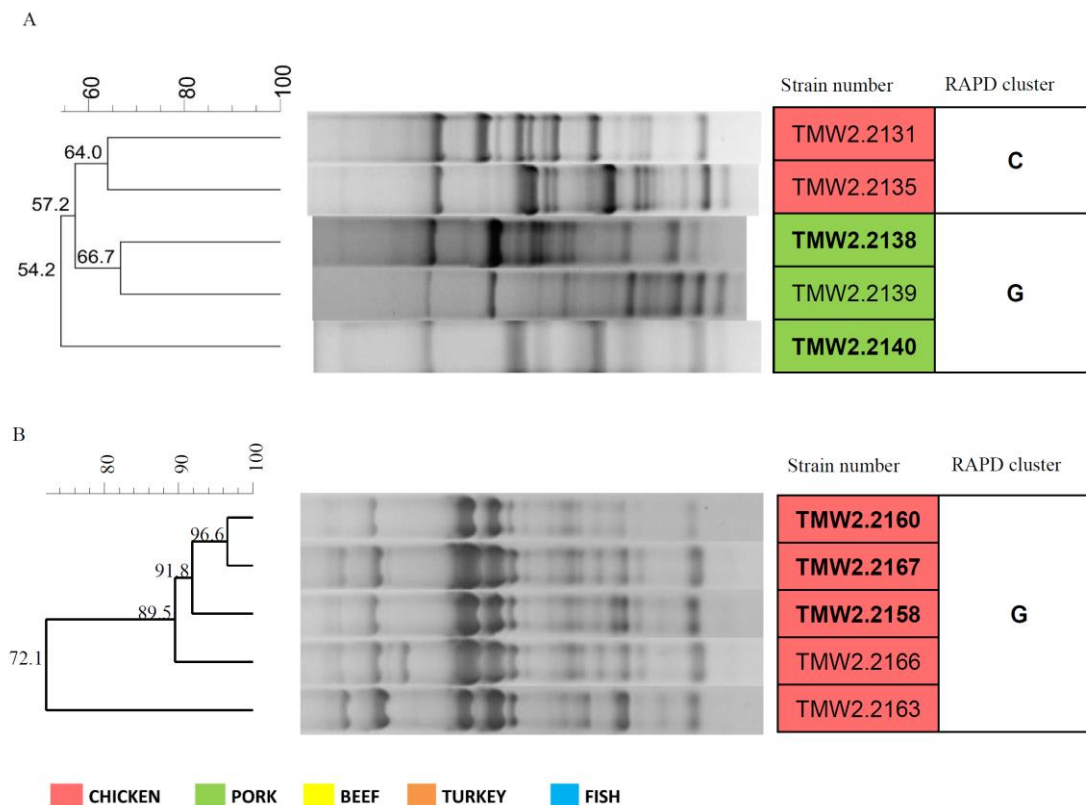 A
60 80 100
Strain number RAPD cluster
64.0
57.2
66.7
54.2
TMW2.2131
C
TMW2.2135
TMW2.2138
TMW2.2139
G
TMW2.2140
B
80 90 100
Strain number RAPD cluster
96.6
91.8
89.5
72.1
TMW2.2160
TMW2.2167
TMW2.2158
G
TMW2.2166
TMW2.2163
CHICKEN PORK BEEF TURKEY FISH